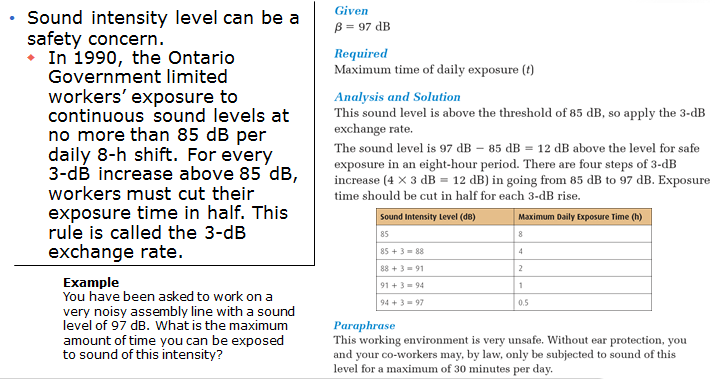 • Sound intensity level can be a
safety concern.
• In 1990, the Ontario
Government limited
workers’ exposure to
continuous sound levels at
no more than 85 dB per
daily 8-h shift. For every
3-dB increase above 85 dB,
workers must cut their
exposure time in half. This
rule is called the 3-dB
exchange rate.
Example
You have been asked to work on a
very noisy assembly line with a sound
level of 97 dB. What is the maximum
amount of time you can be exposed
to sound of this intensity?
Given
β = 97 dB
Required
Maximum time of daily exposure (t)
Analysis and Solution
This sound level is above the threshold of 85 dB, so apply the 3-dB
exchange rate.
The sound level is 97 dB − 85 dB = 12 dB above the level for safe
exposure in an eight-hour period. There are four steps of 3-dB
increase (4 × 3 dB = 12 dB) in going from 85 dB to 97 dB. Exposure
time should be cut in half for each 3-dB rise.
Sound Intensity Level (dB) Maximum Daily Exposure Time (h)
85 8
85 + 3 = 88 4
88 + 3 = 91 2
91 + 3 = 94 1
94 + 3 = 97 0.5
Paraphrase
This working environment is very unsafe. Without ear protection, you
and your co-workers may, by law, only be subjected to sound of this
level for a maximum of 30 minutes per day.